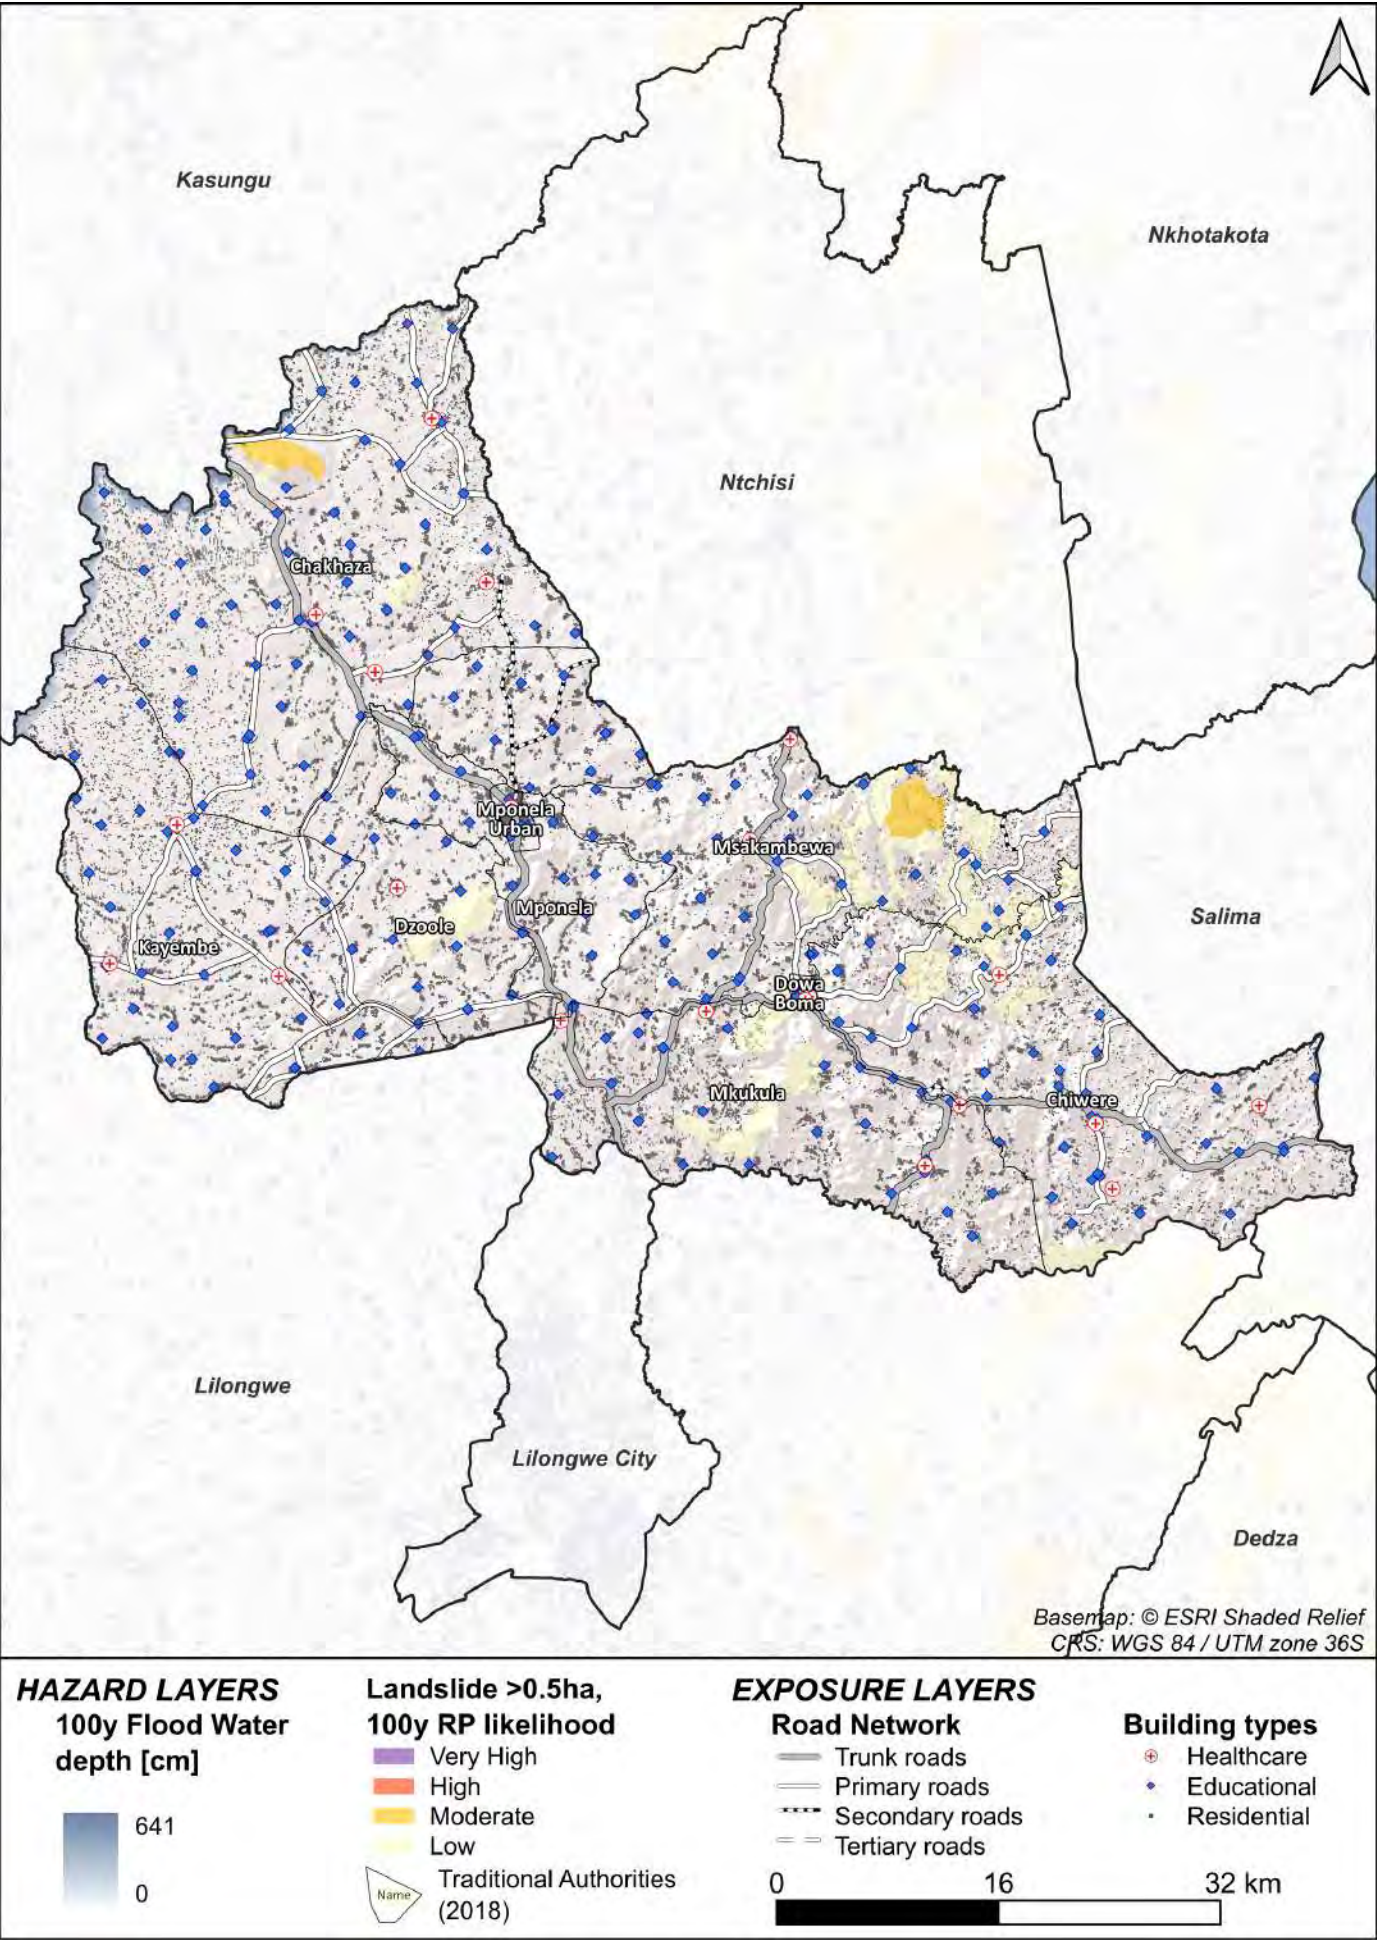 Kasungu
Nkhotakota
Ntchisi
Chakhaza
Mponela
Urban
Msakambewa
Mponela
Dzoole
Salima
Kayembe
Dowa
Boma
Mkukula
Chiwere
Lilongwe
Lilongwe City
Dedza
Basemap: © ESRI Shaded Relief
CRS: WGS 84 / UTM zone 36S
HAZARD LAYERS
100y Flood Water
depth [cm]
641
0
Landslide >0.5ha,
100y RP likelihood
Very High
High
Moderate
Low
Name
Traditional Authorities
(2018)
EXPOSURE LAYERS
Road Network
Trunk roads
Primary roads
Secondary roads
Tertiary roads
Building types
Healthcare
Educational
Residential
0 16 32 km